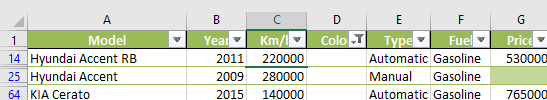 A B C D E F G
1 Model Year Km/l Colo Type Fuel Price
14 Hyundai Accent RB 2011 220000 Automatic Gasoline 530000
25 Hyundai Accent 2009 280000 Manual Gasoline
64 KIA Cerato 2015 140000 Automatic Gasoline 765000